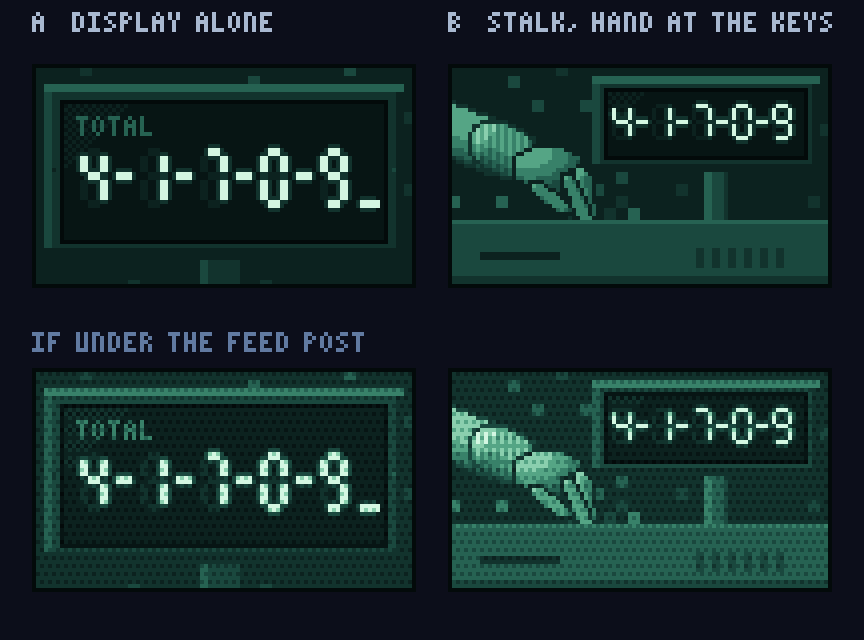 A DISPLAY ALONE
B STALK, HAND AT THE KEYS
TOTAL
4-1-7-0-9_
4-1-7-0-9
IF UNDER THE FEED POST
TOTAL
4-1-7-0-9_
4-1-7-0-9